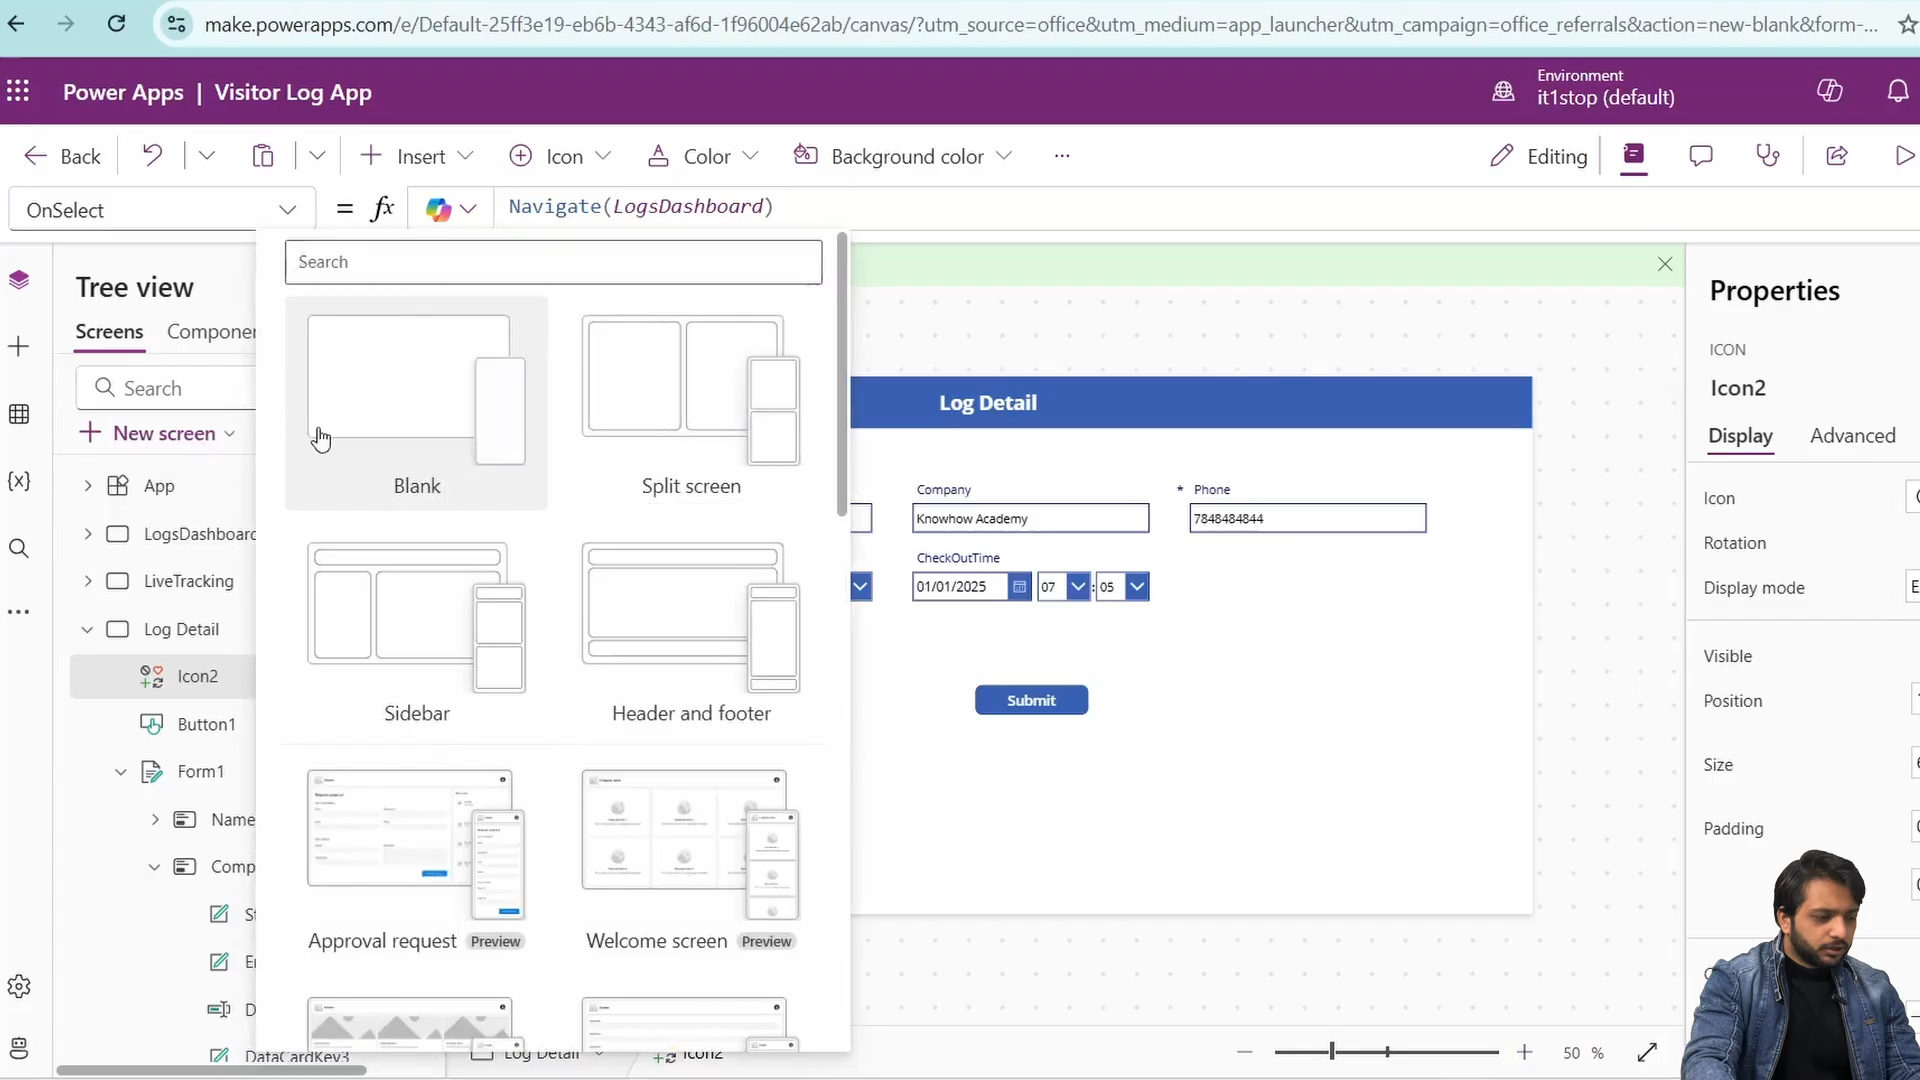 make.powerapps.com/e/Default-25ff3e19-eb6b-4343-af6d-1f96004e62ab/canvas/?utm_source=office&utm_medium=app_launcher&utm_campaign=office_referrals&action=new-blank&form-...
Power Apps | Visitor Log App
Environment
it1stop (default)
Back
Insert
Icon
Color
Background color
...
Editing
OnSelect
= fx
Navigate(LogsDashboard)
Search
Tree view
Screens
Componen
Search
New screen
App
LogsDashboard
LiveTracking
Log Detail
Icon2
Button1
Form1
Name
Comp
DataCardKey3
Blank
Split screen
Sidebar
Header and footer
Approval request Preview
Welcome screen Preview
Log Detail
Company
Knowhow Academy
* Phone
7848484844
CheckOutTime
01/01/2025
07 : 05
Submit
Log Detail
Icon2
50 %
Properties
ICON
Icon2
Display
Advanced
Icon
Rotation
Display mode
Visible
Position
Size
Padding